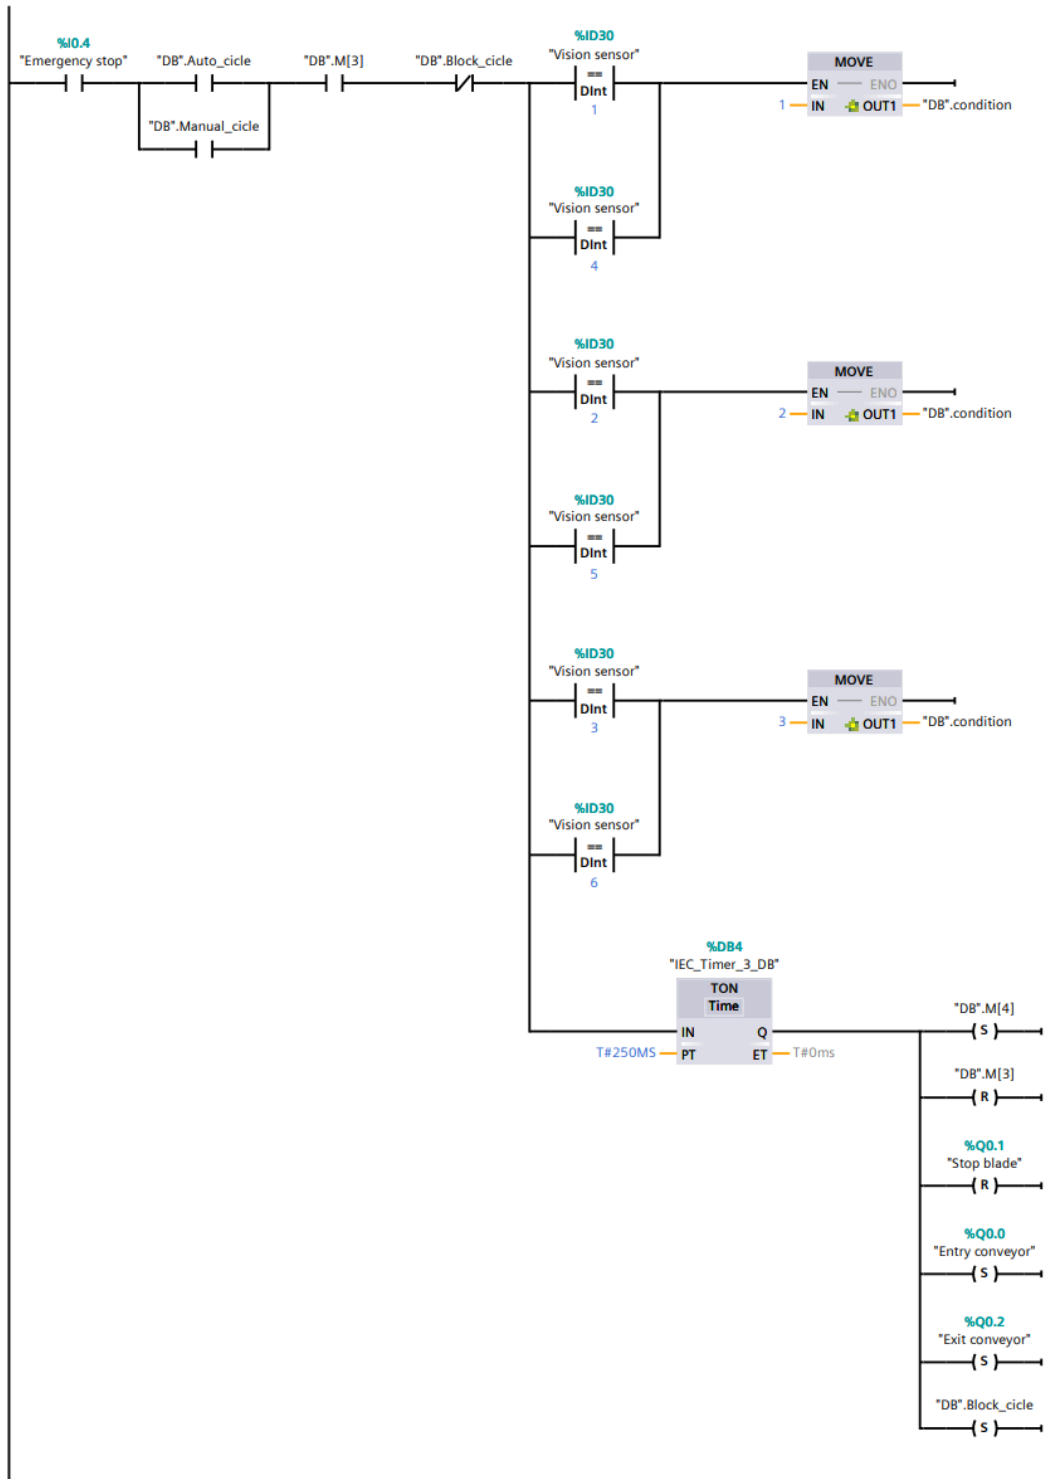 %I0.4
"Emergency stop"
"DB".Auto_cicle
"DB".M[3]
"DB".Block_cicle
%ID30
"Vision sensor"
==
DInt
1
MOVE
EN ENO
1 IN OUT1 "DB".condition
"DB".Manual_cicle
%ID30
"Vision sensor"
==
DInt
4
%ID30
"Vision sensor"
==
DInt
2
MOVE
EN ENO
2 IN OUT1 "DB".condition
%ID30
"Vision sensor"
==
DInt
5
%ID30
"Vision sensor"
==
DInt
3
MOVE
EN ENO
3 IN OUT1 "DB".condition
%ID30
"Vision sensor"
==
DInt
6
%DB4
"IEC_Timer_3_DB"
TON
Time
IN Q
T#250MS PT ET T#0ms
"DB".M[4]
S
"DB".M[3]
R
%Q0.1
"Stop blade"
R
%Q0.0
"Entry conveyor"
S
%Q0.2
"Exit conveyor"
S
"DB".Block_cicle
S